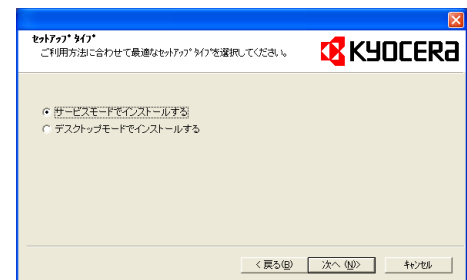 ｾｯﾄｱｯﾌﾟ ﾀｲﾌﾟ
ご利用方法に合わせて最適なｾｯﾄｱｯﾌﾟ ﾀｲﾌﾟを選択してください。
KYOCERA
サービスモードでインストールする
デスクトップモードでインストールする
< 戻る(B)
次へ (N)>
ｷｬﾝｾﾙ